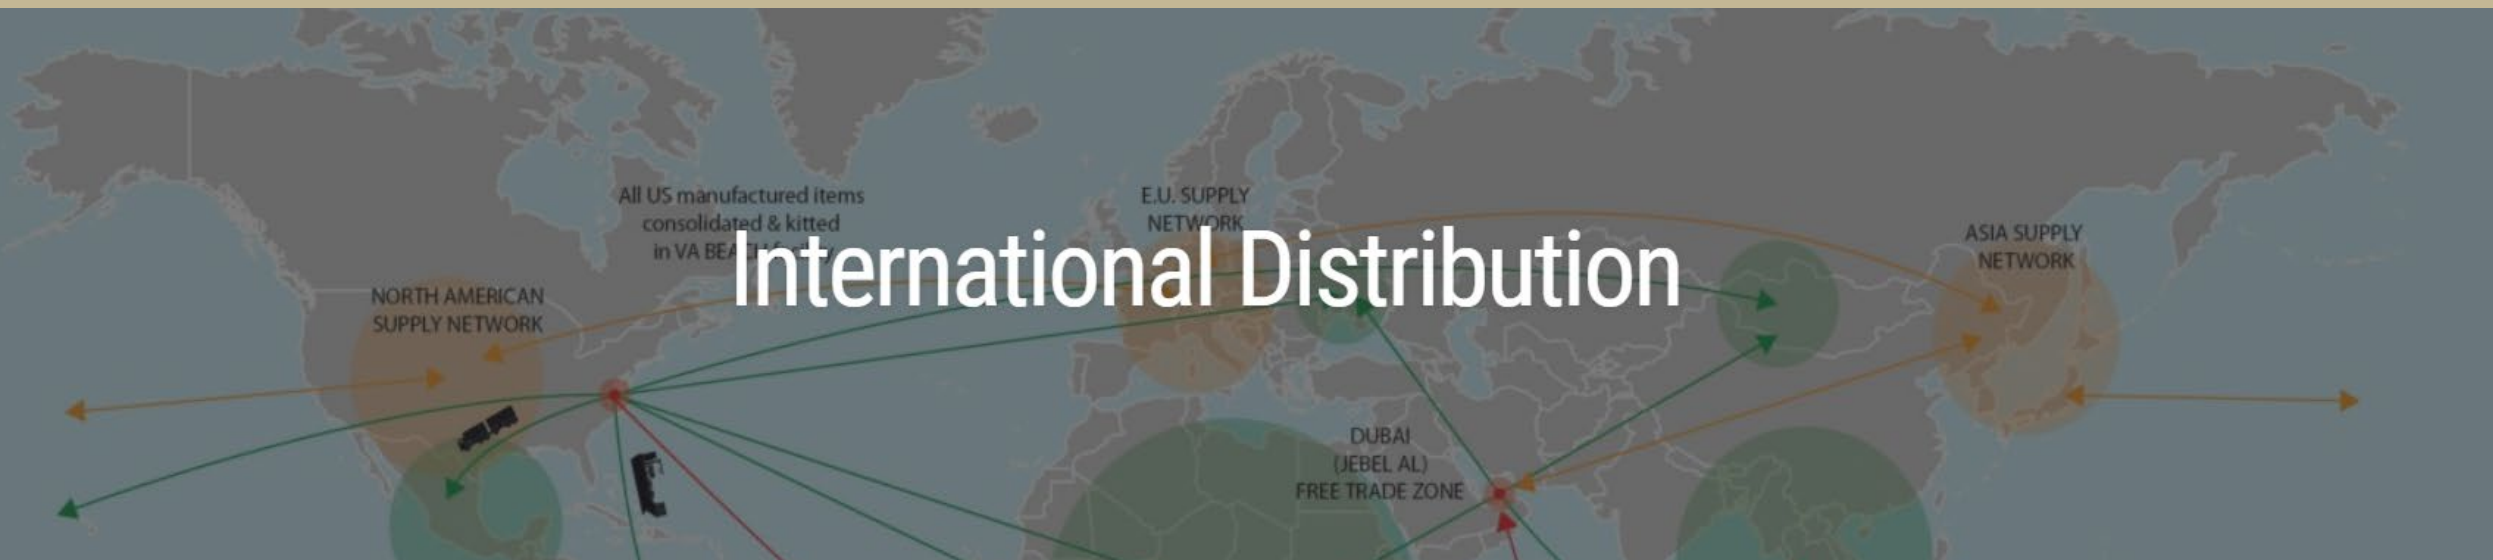 All US manufactured items
consolidated & kitted
in VA BEACH
E.U. SUPPLY
NETWORK
ASIA SUPPLY
NETWORK
International Distribution
NORTH AMERICAN
SUPPLY NETWORK
DUBAI
(JEBEL AL)
FREE TRADE ZONE